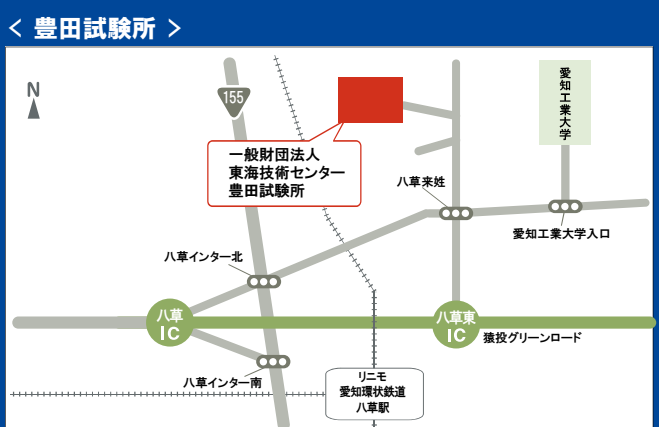 < 豊田試験所 >
N
155
愛知工業大学
一般財団法人
東海技術センター
豊田試験所
八草来姓
愛知工業大学入口
八草インター北
八草
IC
八草東
IC
猿投グリーンロード
八草インター南
リニモ
愛知環状鉄道
八草駅